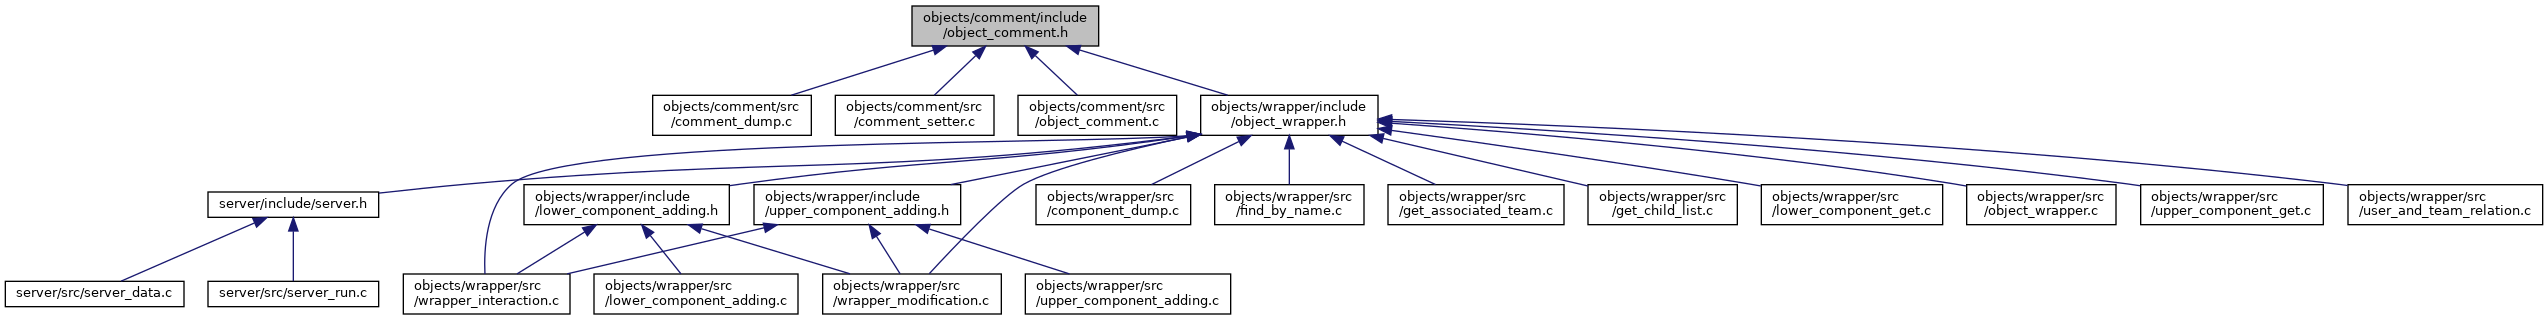 objects/comment/include
/object_comment.h
objects/comment/src
/comment_dump.c
objects/comment/src
/comment_setter.c
objects/comment/src
/object_comment.c
objects/wrapper/include
/object_wrapper.h
server/include/server.h
objects/wrapper/include
/lower_component_adding.h
objects/wrapper/include
/upper_component_adding.h
objects/wrapper/src
/component_dump.c
objects/wrapper/src
/find_by_name.c
objects/wrapper/src
/get_associated_team.c
objects/wrapper/src
/get_child_list.c
objects/wrapper/src
/lower_component_get.c
objects/wrapper/src
/object_wrapper.c
objects/wrapper/src
/upper_component_get.c
objects/wrapper/src
/user_and_team_relation.c
server/src/server_data.c
server/src/server_run.c
objects/wrapper/src
/wrapper_interaction.c
objects/wrapper/src
/lower_component_adding.c
objects/wrapper/src
/wrapper_modification.c
objects/wrapper/src
/upper_component_adding.c